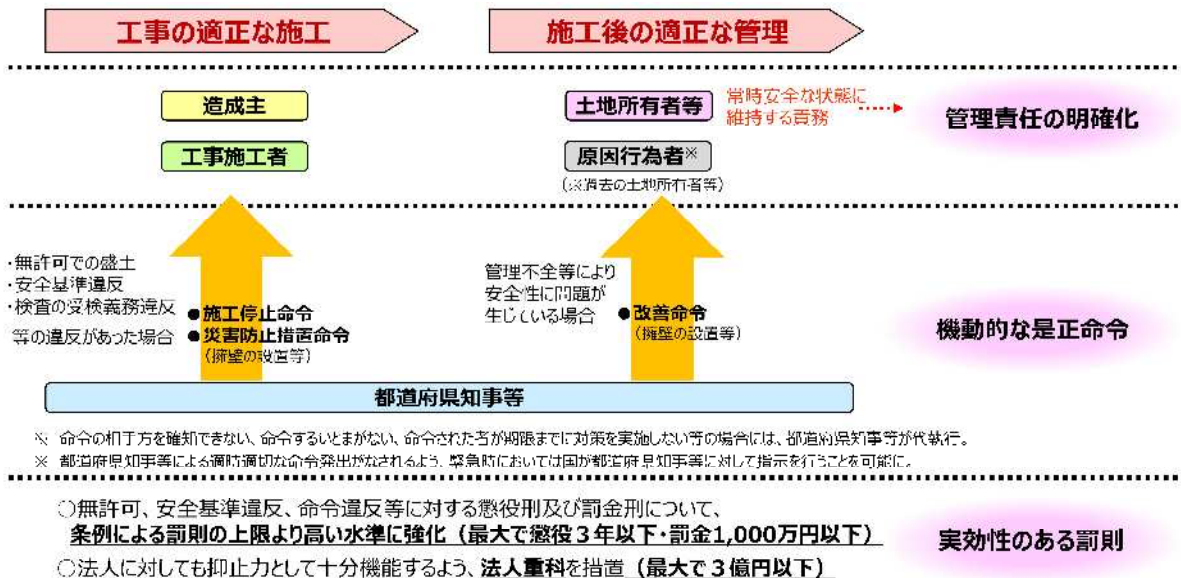 工事の適正な施工
施工後の適正な管理
造成主
工事施工者
土地所有者等
常時安全な状態に
維持する責務
原因行為者※
(※過去の土地所有者等)
管理責任の明確化
・無許可での盛土
・安全基準違反
・検査の受検義務違反
等の違反があった場合
●施工停止命令
●災害防止措置命令
(擁壁の設置等)
管理不全等により
安全性に問題が
生じている場合
●改善命令
(擁壁の設置等)
機動的な是正命令
都道府県知事等
※ 命令の相手方を確知できない、命令するいとまがない、命令された者が期限までに対策を実施しない等の場合には、都道府県知事等が代執行。
※ 都道府県知事等による適時適切な命令発出がなされるよう、緊急時においては国が都道府県知事等に対して指示を行うことを可能に。
○無許可、安全基準違反、命令違反等に対する懲役刑及び罰金刑について、
条例による罰則の上限より高い水準に強化（最大で懲役３年以下・罰金1,000万円以下）
○法人に対しても抑止力として十分機能するよう、法人重科を措置（最大で３億円以下）
実効性のある罰則